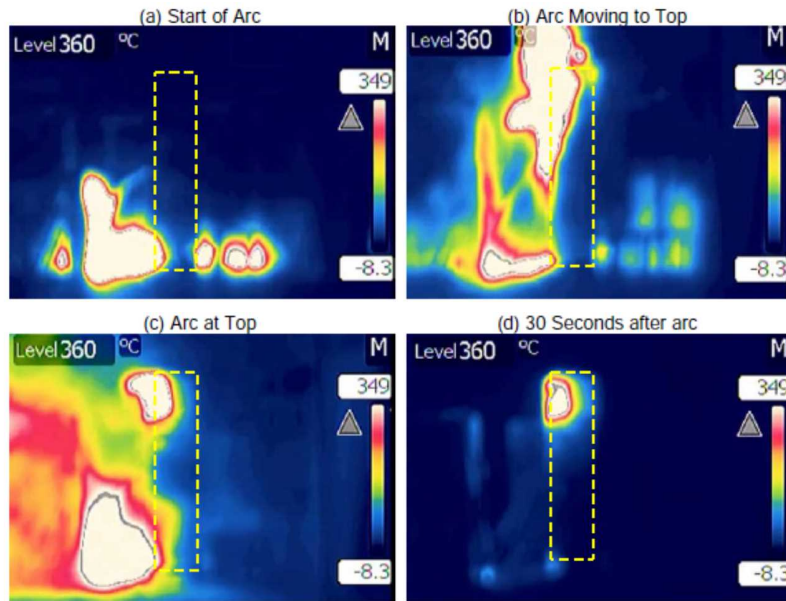 (a) Start of Arc
(b) Arc Moving to Top
Level 360 °C M
349
-8.3
Level 360 °C M
349
-8.3
(c) Arc at Top
(d) 30 Seconds after arc
Level 360 °C M
349
-8.3
Level 360 °C M
349
-8.3